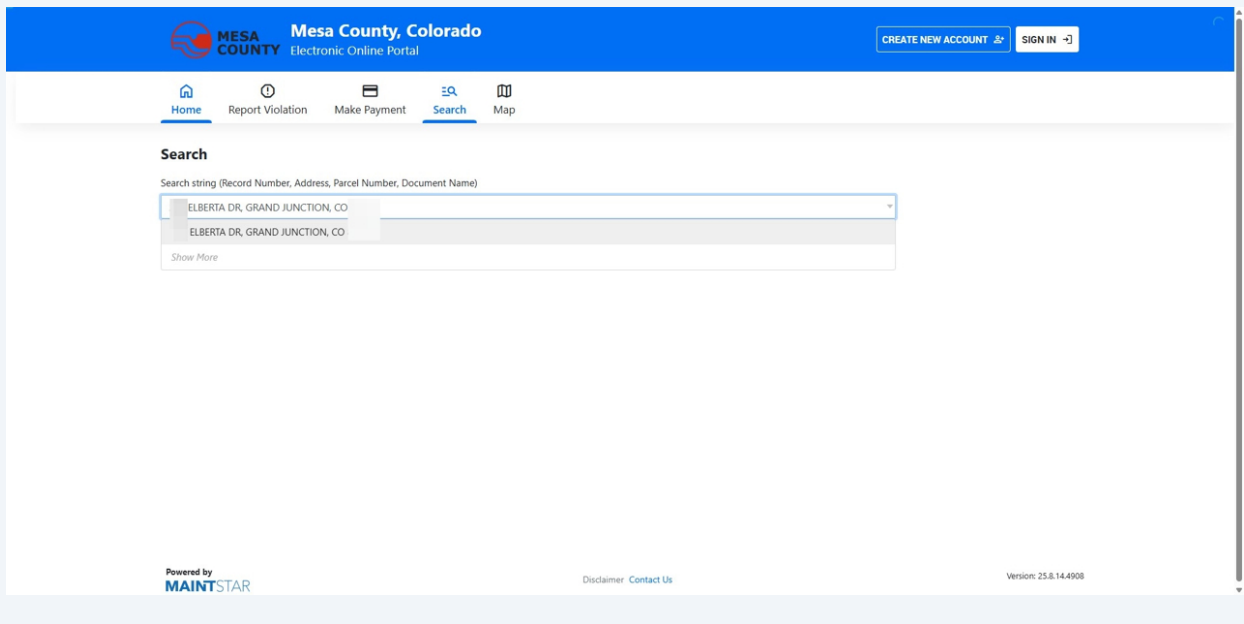 MESA COUNTY
Mesa County, Colorado
Electronic Online Portal
CREATE NEW ACCOUNT
SIGN IN
Home
Report Violation
Make Payment
Search
Map
Search
Search string (Record Number, Address, Parcel Number, Document Name)
ELBERTA DR, GRAND JUNCTION, CO
ELBERTA DR, GRAND JUNCTION, CO
Show More
Powered by
MAINTSTAR
Disclaimer Contact Us
Version: 25.8.14.4908